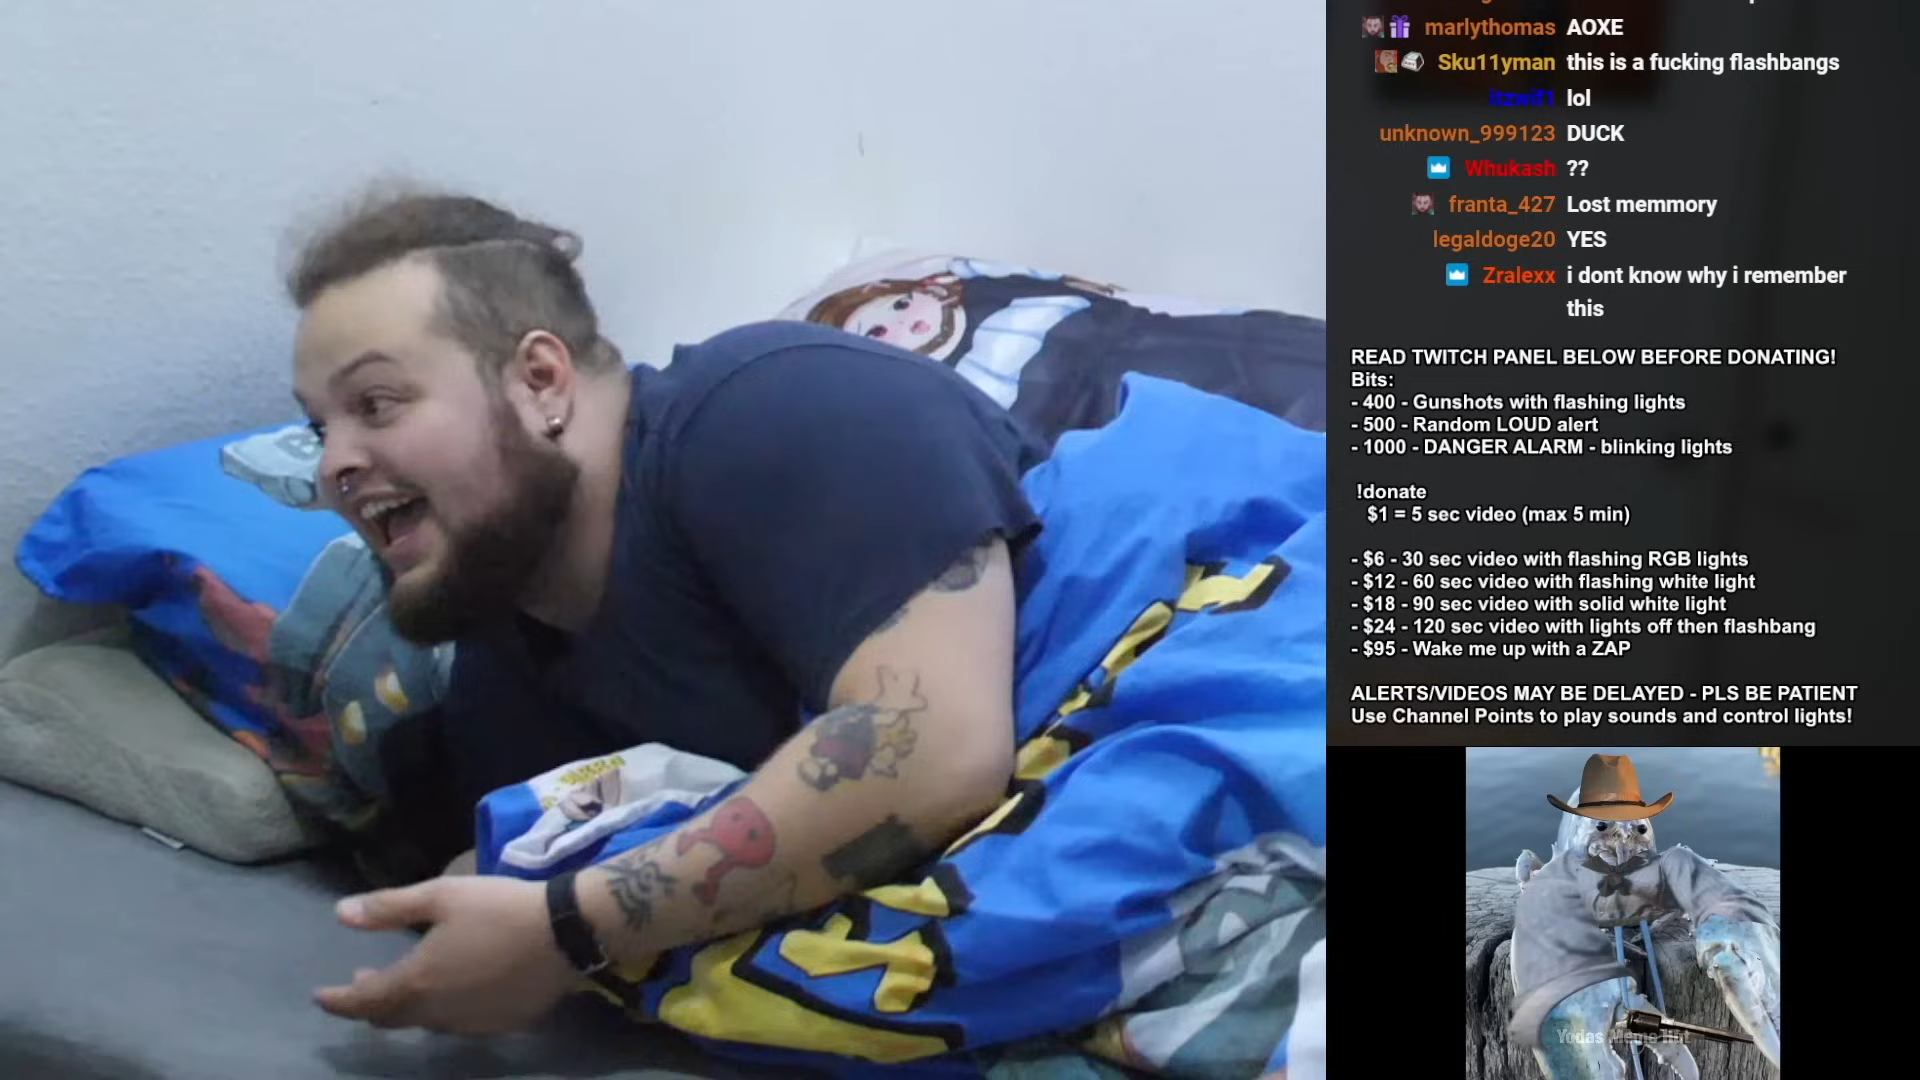 marlythomas AOXE
Sku11yman this is a fucking flashbangs
itzwif1 lol
unknown_999123 DUCK
Whukash ??
franta_427 Lost memmory
legaldoge20 YES
Zralexx i dont know why i remember
this
READ TWITCH PANEL BELOW BEFORE DONATING!
Bits:
- 400 - Gunshots with flashing lights
- 500 - Random LOUD alert
- 1000 - DANGER ALARM - blinking lights
!donate
$1 = 5 sec video (max 5 min)
- $6 - 30 sec video with flashing RGB lights
- $12 - 60 sec video with flashing white light
- $18 - 90 sec video with solid white light
- $24 - 120 sec video with lights off then flashbang
- $95 - Wake me up with a ZAP
ALERTS/VIDEOS MAY BE DELAYED - PLS BE PATIENT
Use Channel Points to play sounds and control lights!
Yodas Meme Hut